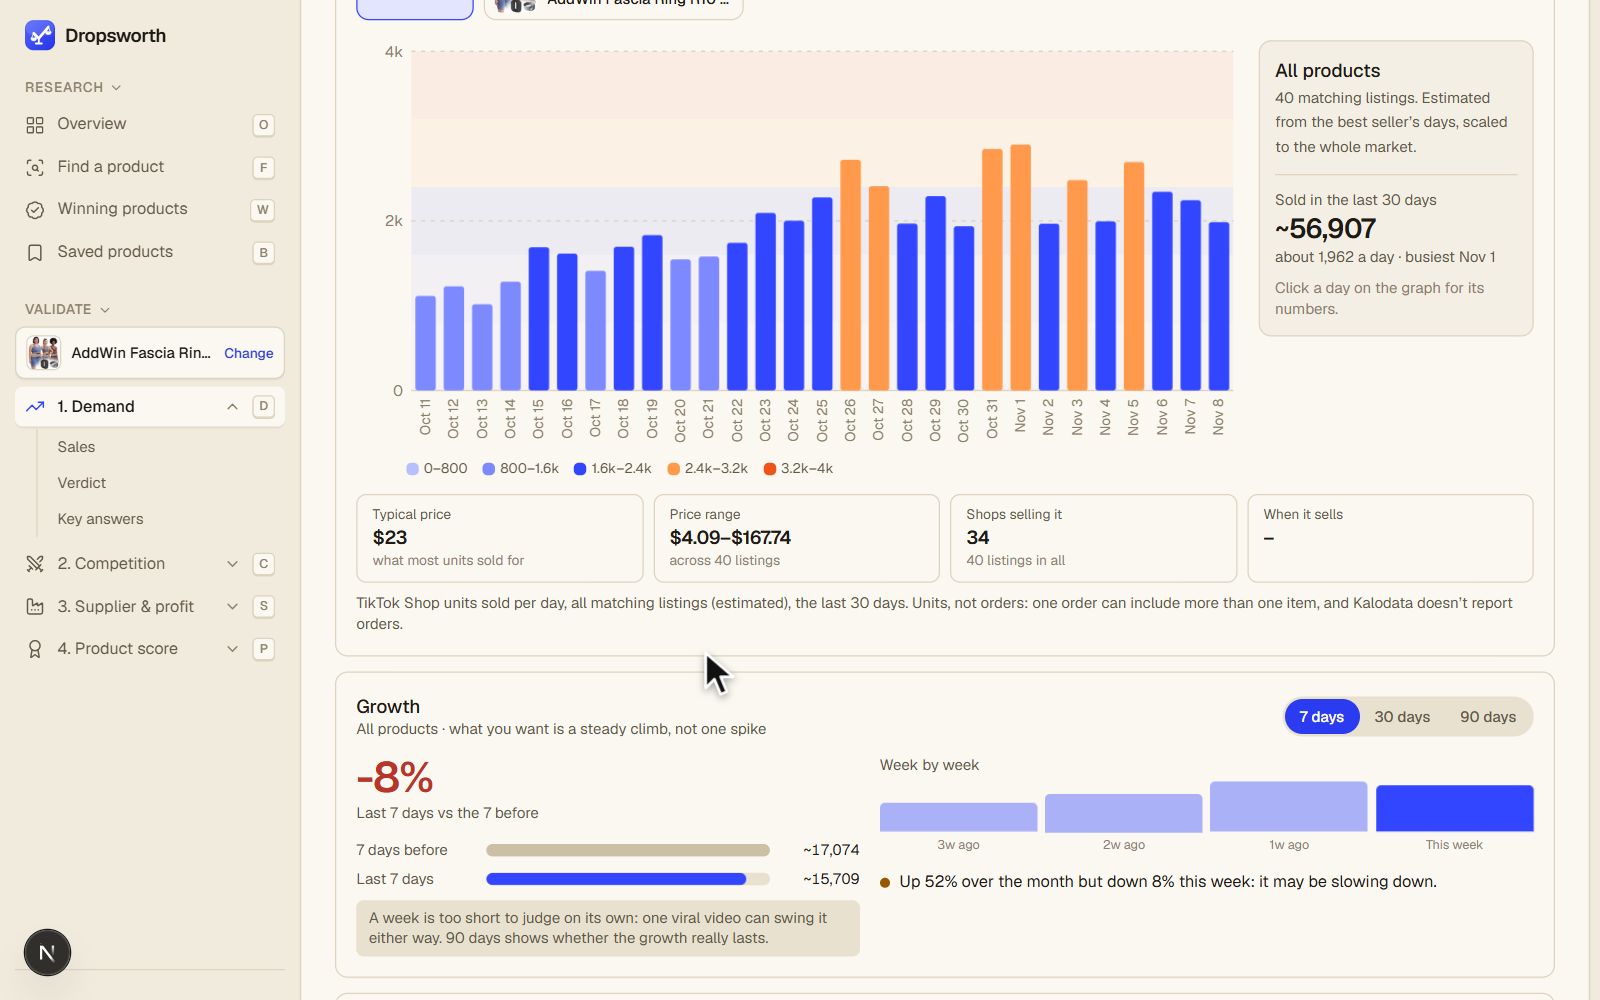 Dropsworth
RESEARCH
Overview O
Find a product F
Winning products W
Saved products B
VALIDATE
AddWin Fascia Rin... Change
1. Demand D
Sales
Verdict
Key answers
2. Competition C
3. Supplier & profit S
4. Product score P
N
4k
2k
0
Oct 11
Oct 12
Oct 13
Oct 14
Oct 15
Oct 16
Oct 17
Oct 18
Oct 19
Oct 20
Oct 21
Oct 22
Oct 23
Oct 24
Oct 25
Oct 26
Oct 27
Oct 28
Oct 29
Oct 30
Oct 31
Nov 1
Nov 2
Nov 3
Nov 4
Nov 5
Nov 6
Nov 7
Nov 8
0–800 800–1.6k 1.6k–2.4k 2.4k–3.2k 3.2k–4k
All products
40 matching listings. Estimated
from the best seller's days, scaled
to the whole market.
Sold in the last 30 days
~56,907
about 1,962 a day · busiest Nov 1
Click a day on the graph for its
numbers.
Typical price
$23
what most units sold for
Price range
$4.09–$167.74
across 40 listings
Shops selling it
34
40 listings in all
When it sells
–
TikTok Shop units sold per day, all matching listings (estimated), the last 30 days. Units, not orders: one order can include more than one item, and Kalodata doesn't report
orders.
Growth
All products · what you want is a steady climb, not one spike
7 days 30 days 90 days
-8%
Last 7 days vs the 7 before
7 days before ~17,074
Last 7 days ~15,709
A week is too short to judge on its own: one viral video can swing it
either way. 90 days shows whether the growth really lasts.
Week by week
3w ago 2w ago 1w ago This week
Up 52% over the month but down 8% this week: it may be slowing down.